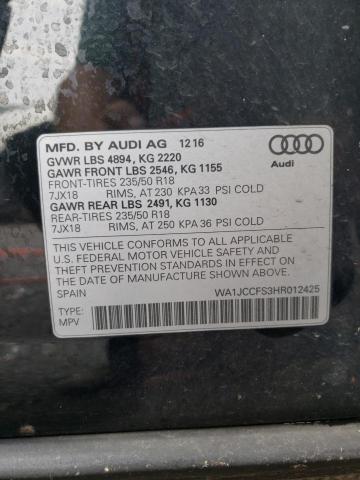 MFD. BY AUDI AG 12 16
GVWR LBS 4894, KG 2220
GAWR FRONT LBS 2546, KG 1155
FRONT-TIRES 235/50 R18
7JX18 RIMS, AT 230 KPA 33 PSI COLD
GAWR REAR LBS 2491, KG 1130
REAR-TIRES 235/50 R18
7JX18 RIMS, AT 250 KPA 36 PSI COLD
Audi
THIS VEHICLE CONFORMS TO ALL APPLICABLE
U.S. FEDERAL MOTOR VEHICLE SAFETY AND
THEFT PREVENTION STANDARDS IN EFFECT ON
THE DATE OF MANUFACTURE SHOWN ABOVE.
SPAIN WA1JCCFS3HR012425
TYPE:
MPV